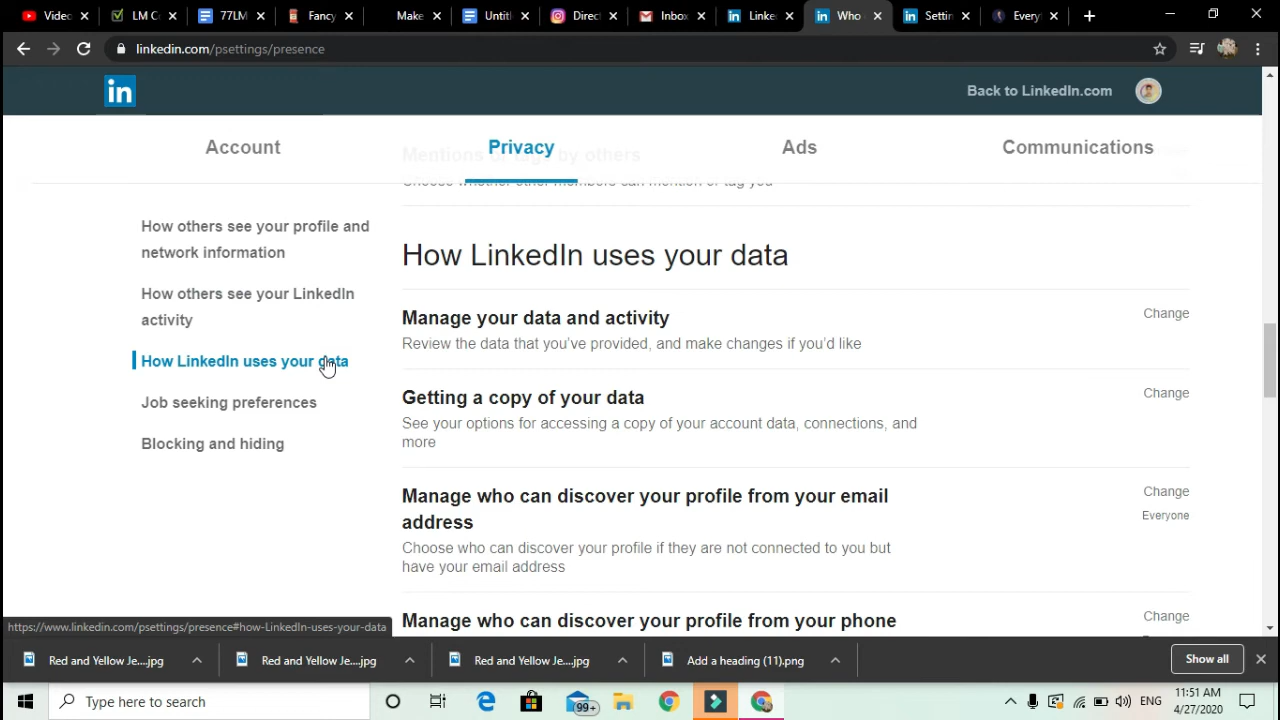 Video
LM C
77LM
Fancy
Make
Untit
Direct
Inbox
Linke
Who
Settin
Every
linkedin.com/psettings/presence
in
Back to LinkedIn.com
Account
Privacy
Ads
Communications
Mentions or tags by others
Choose whether other members can mention or tag you
How others see your profile and
network information
How others see your LinkedIn
activity
How LinkedIn uses your data
Job seeking preferences
Blocking and hiding
How LinkedIn uses your data
Manage your data and activity
Change
Review the data that you've provided, and make changes if you'd like
Getting a copy of your data
Change
See your options for accessing a copy of your account data, connections, and
more
Manage who can discover your profile from your email
address
Change
Everyone
Choose who can discover your profile if they are not connected to you but
have your email address
Manage who can discover your profile from your phone
Change
https://www.linkedin.com/psettings/presence#how-LinkedIn-uses-your-data
Red and Yellow Je....jpg
Red and Yellow Je....jpg
Red and Yellow Je....jpg
Add a heading (11).png
Show all
Type here to search
99+
ENG
11:51 AM
4/27/2020